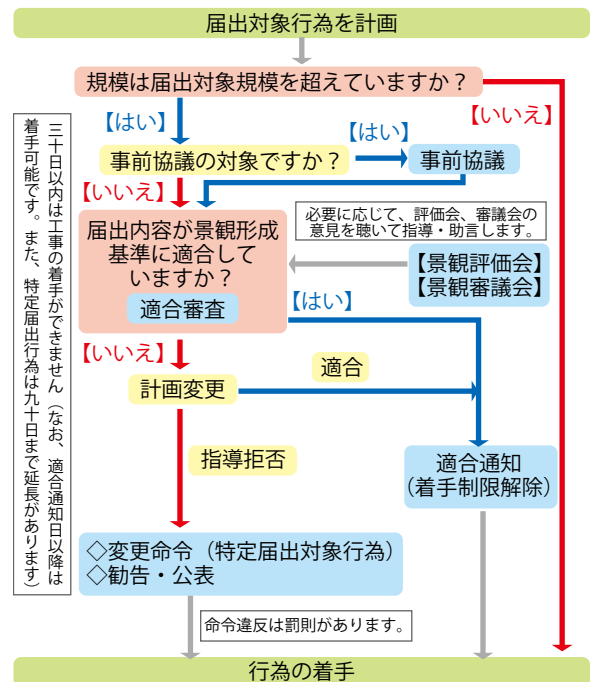 届出対象行為を計画
規模は届出対象規模を超えていますか？
【はい】
【いいえ】
事前協議の対象ですか？
【はい】
事前協議
【いいえ】
必要に応じて、評価会、審議会の
意見を聴いて指導・助言します。
届出内容が景観形成
基準に適合して
いますか？
適合審査
【景観評価会】
【景観審議会】
【はい】
【いいえ】
計画変更
適合
指導拒否
適合通知
（着手制限解除）
◇変更命令（特定届出対象行為）
◇勧告・公表
命令違反は罰則があります。
行為の着手
三十日以内は工事の着手ができません（なお、適合通知日以降は
着手可能です。また、特定届出行為は九十日まで延長があります）